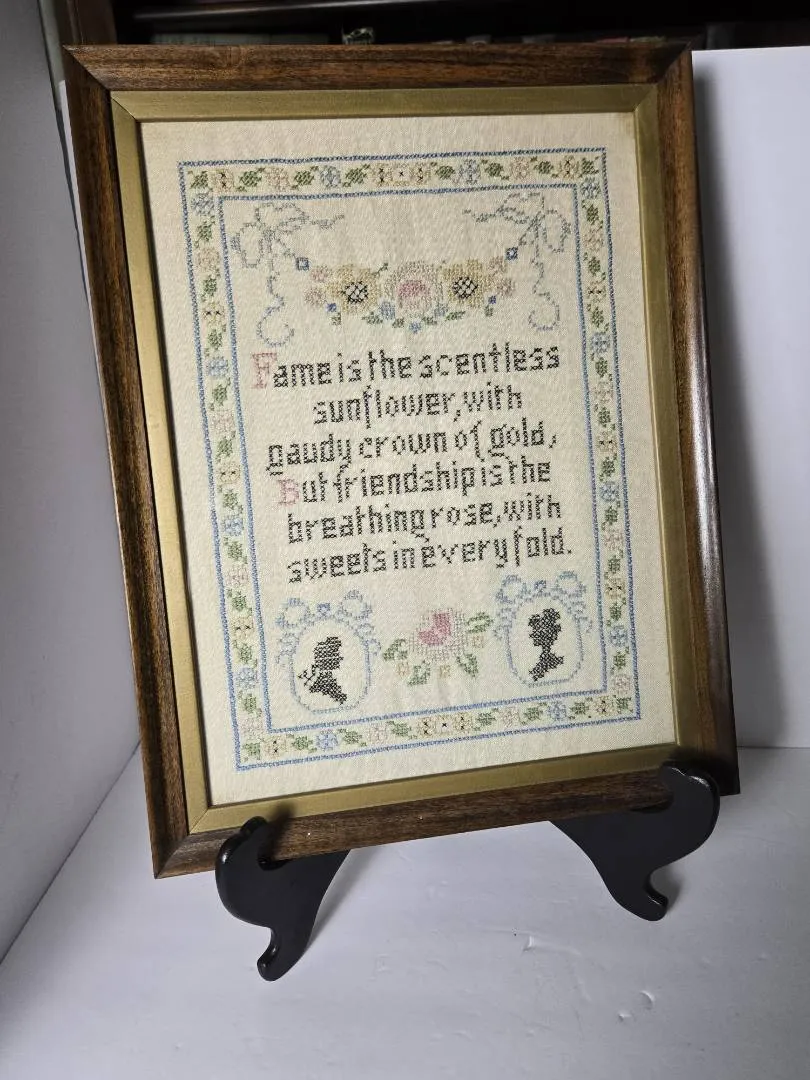 Fame is the scentless
sunflower, with
gaudy crown of gold,
But friendship is the
breathing rose, with
sweets in every fold.